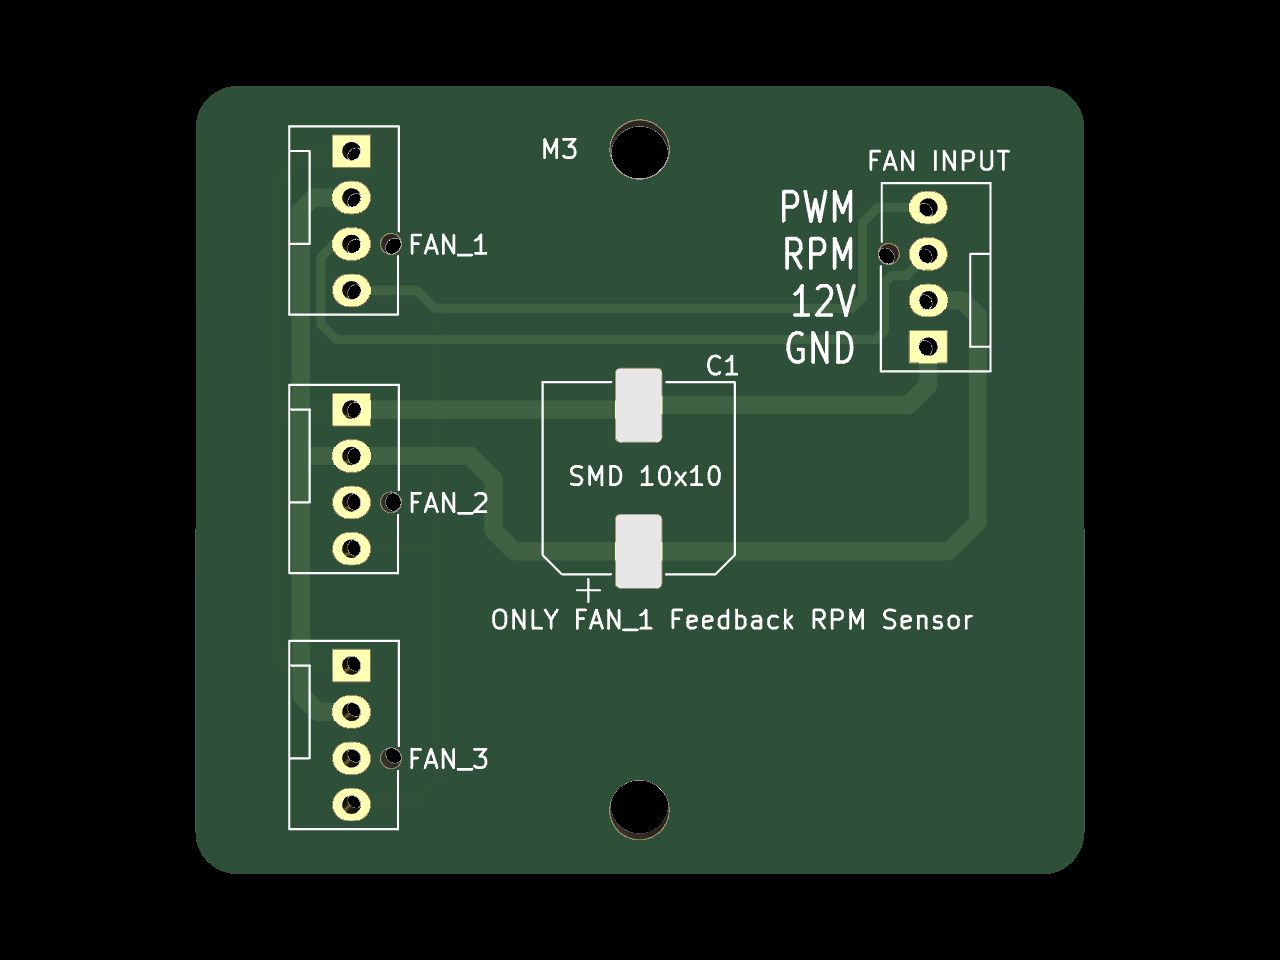 M3
FAN INPUT
PWM
RPM
FAN_1
12V
GND
C1
SMD 10x10
FAN_2
+
ONLY FAN_1 Feedback RPM Sensor
FAN_3